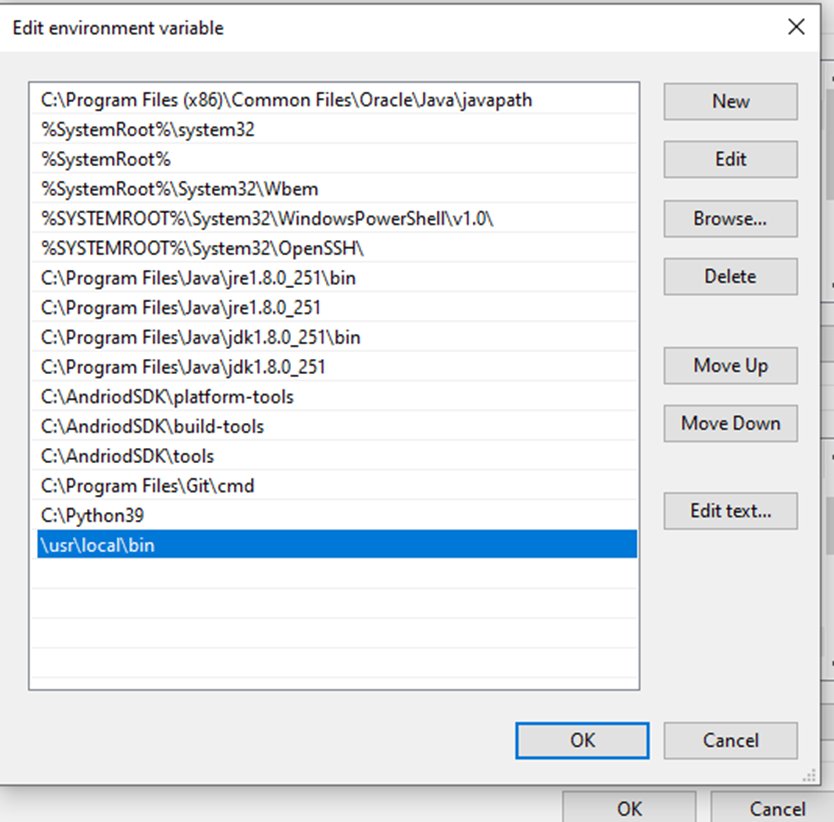 Edit environment variable
C:\Program Files (x86)\Common Files\Oracle\Java\javapath
%SystemRoot%\system32
%SystemRoot%
%SystemRoot%\System32\Wbem
%SYSTEMROOT%\System32\WindowsPowerShell\v1.0\
%SYSTEMROOT%\System32\OpenSSH\
C:\Program Files\Java\jre1.8.0_251\bin
C:\Program Files\Java\jre1.8.0_251
C:\Program Files\Java\jdk1.8.0_251\bin
C:\Program Files\Java\jdk1.8.0_251
C:\AndriodSDK\platform-tools
C:\AndriodSDK\build-tools
C:\AndriodSDK\tools
C:\Program Files\Git\cmd
C:\Python39
\usr\local\bin
New
Edit
Browse...
Delete
Move Up
Move Down
Edit text...
OK
Cancel
OK
Cancel